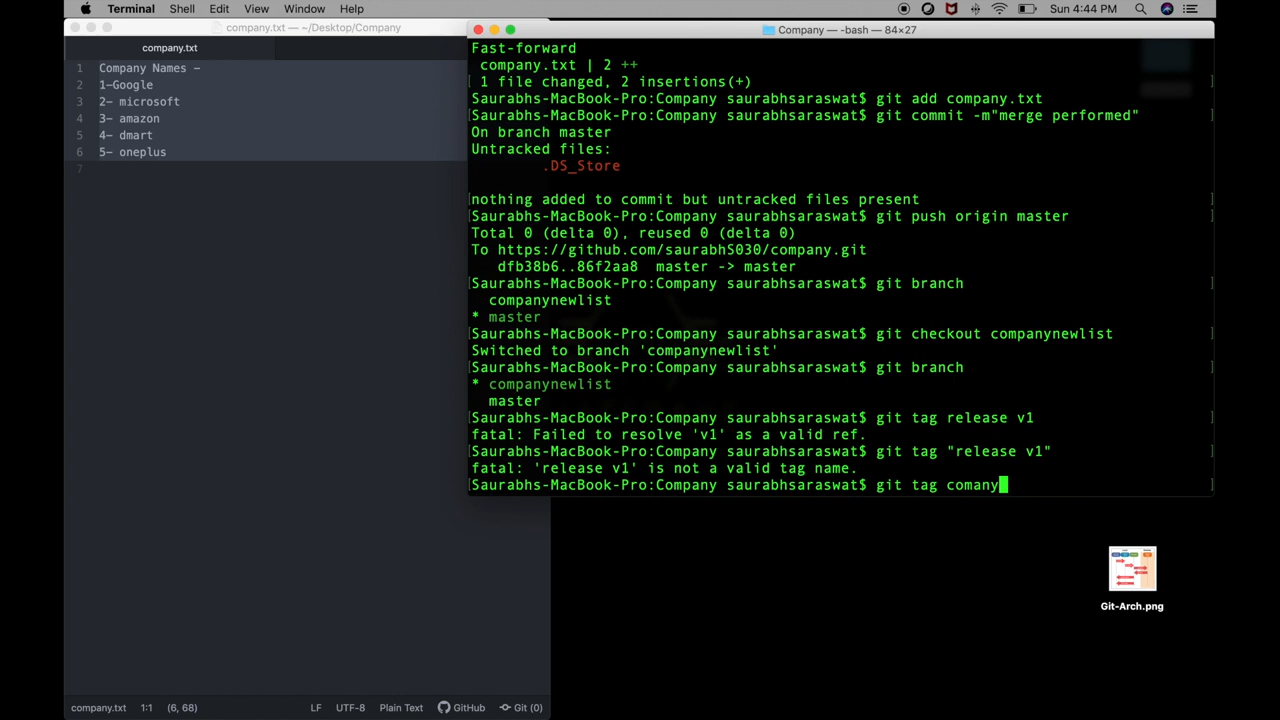 Terminal Shell Edit View Window Help
Sun 4:44 PM
company.txt — ~/Desktop/Company
company.txt
1 Company Names -
2 1-Google
3 2- microsoft
4 3- amazon
5 4- dmart
6 5- oneplus
7
company.txt 1:1 (6, 68) LF UTF-8 Plain Text GitHub Git (0)
Company — -bash — 84×27
Fast-forward
company.txt | 2 ++
1 file changed, 2 insertions(+)
Saurabhs-MacBook-Pro:Company saurabhsaraswat$ git add company.txt
Saurabhs-MacBook-Pro:Company saurabhsaraswat$ git commit -m"merge performed"
On branch master
Untracked files:
.DS_Store
nothing added to commit but untracked files present
Saurabhs-MacBook-Pro:Company saurabhsaraswat$ git push origin master
Total 0 (delta 0), reused 0 (delta 0)
To https://github.com/saurabhS030/company.git
dfb38b6..86f2aa8 master -> master
Saurabhs-MacBook-Pro:Company saurabhsaraswat$ git branch
companynewlist
* master
Saurabhs-MacBook-Pro:Company saurabhsaraswat$ git checkout companynewlist
Switched to branch 'companynewlist'
Saurabhs-MacBook-Pro:Company saurabhsaraswat$ git branch
* companynewlist
master
Saurabhs-MacBook-Pro:Company saurabhsaraswat$ git tag release v1
fatal: Failed to resolve 'v1' as a valid ref.
Saurabhs-MacBook-Pro:Company saurabhsaraswat$ git tag "release v1"
fatal: 'release v1' is not a valid tag name.
Saurabhs-MacBook-Pro:Company saurabhsaraswat$ git tag comany
Git-Arch.png